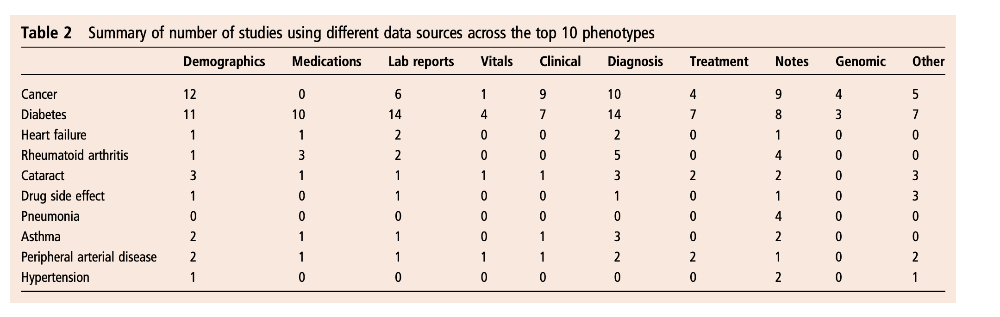 Table 2 Summary of number of studies using different data sources across the top 10 phenotypes
Demographics Medications Lab reports Vitals Clinical Diagnosis Treatment Notes Genomic Other
Cancer 12 0 6 1 9 10 4 9 4 5
Diabetes 11 10 14 4 7 14 7 8 3 7
Heart failure 1 1 2 0 0 2 0 1 0 0
Rheumatoid arthritis 1 3 2 0 0 5 0 4 0 0
Cataract 3 1 1 1 1 3 2 2 0 3
Drug side effect 1 0 1 0 0 1 0 1 0 3
Pneumonia 0 0 0 0 0 0 0 4 0 0
Asthma 2 1 1 0 1 3 0 2 0 0
Peripheral arterial disease 2 1 1 1 1 2 2 1 0 2
Hypertension 1 0 0 0 0 0 0 2 0 1